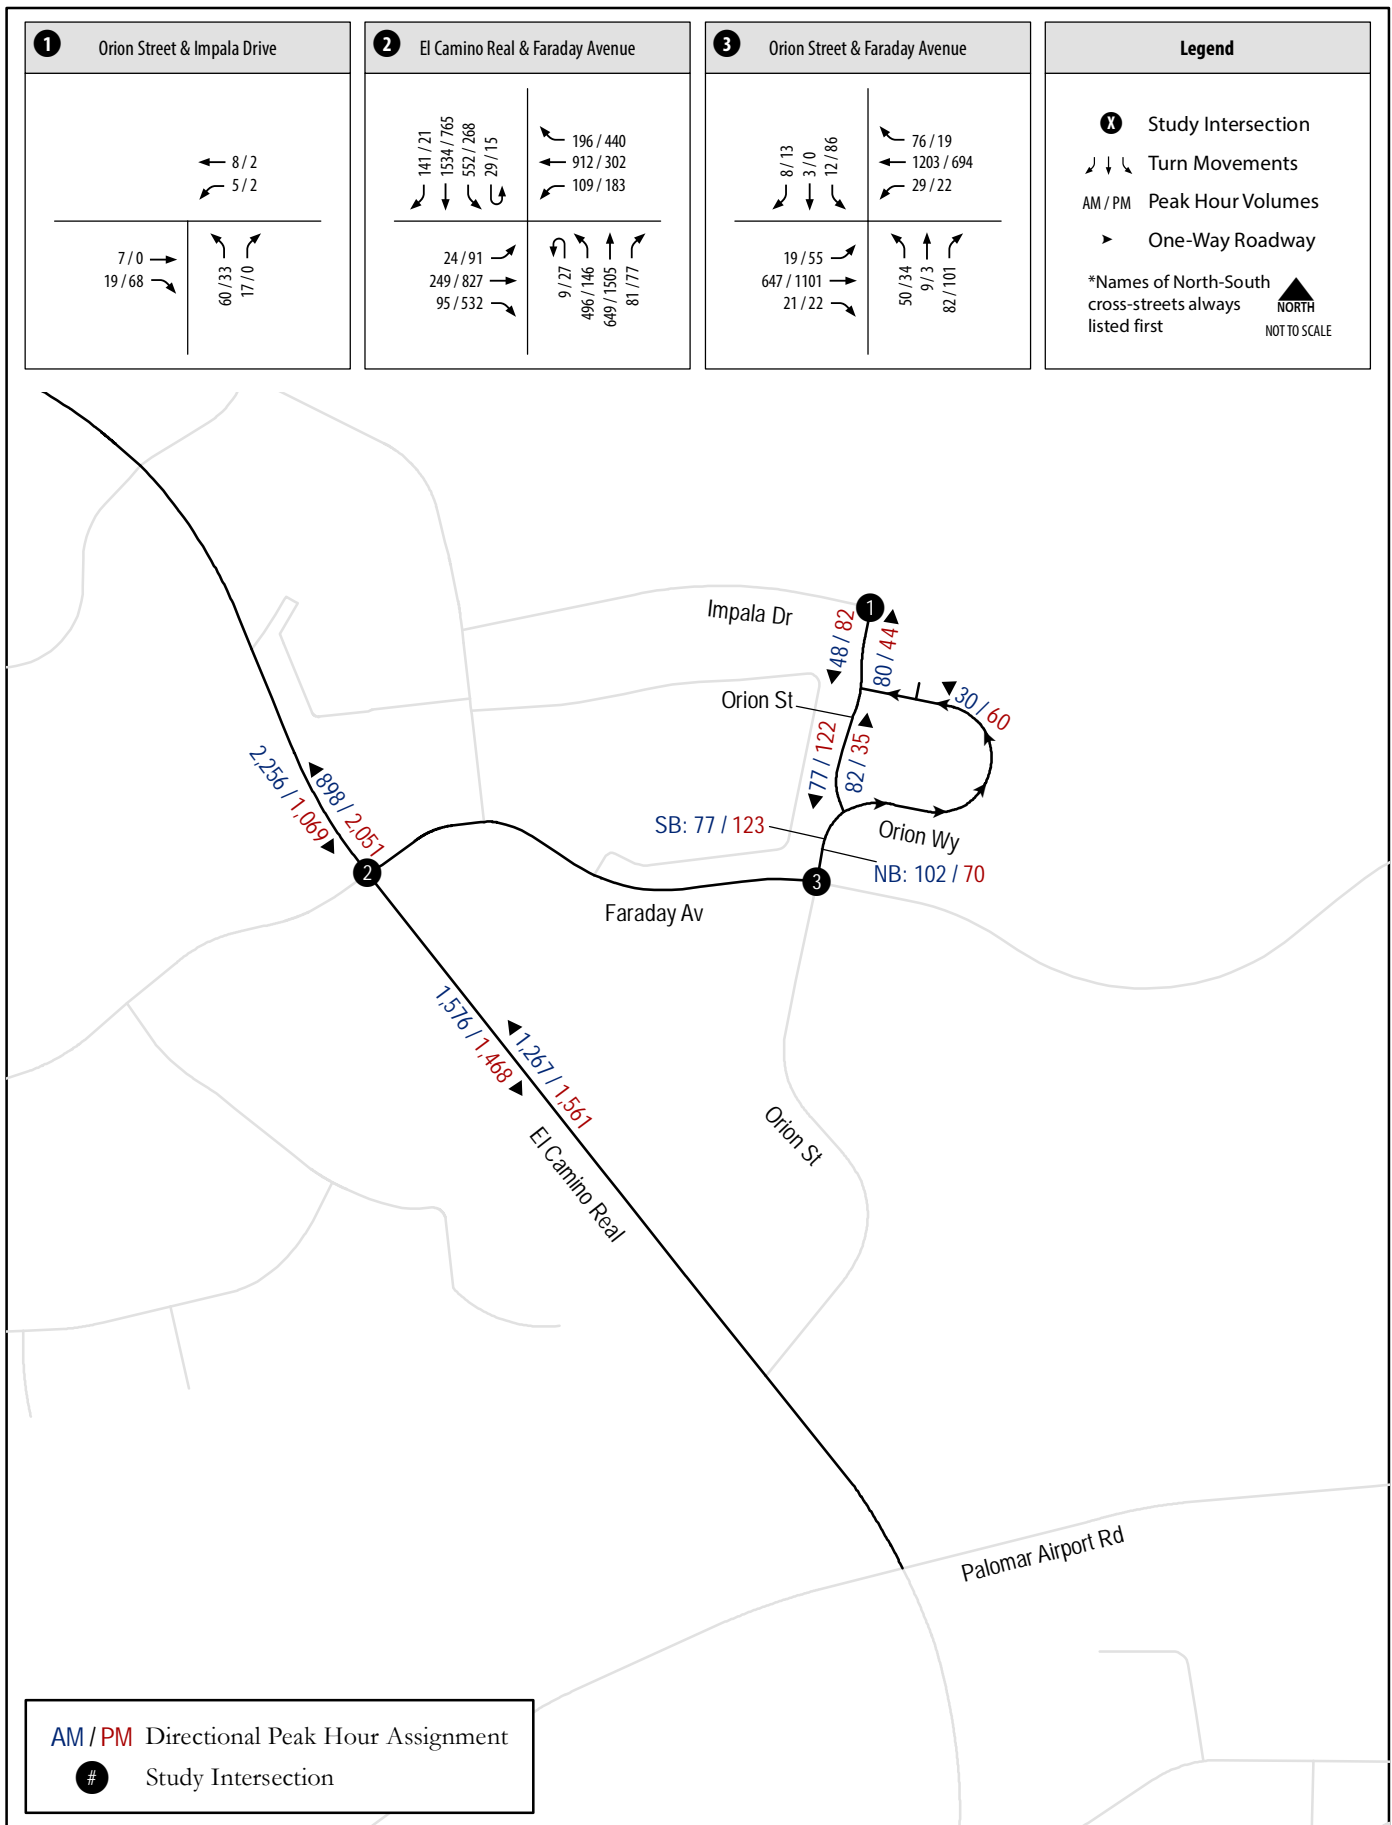 1 Orion Street & Impala Drive
8 / 2
5 / 2
7 / 0
19 / 68
60 / 33
17 / 0
2 El Camino Real & Faraday Avenue
141 / 21
1534 / 765
552 / 268
29 / 15
196 / 440
912 / 302
109 / 183
24 / 91
249 / 827
95 / 532
9 / 27
496 / 146
649 / 1505
81 / 77
3 Orion Street & Faraday Avenue
8 / 13
3 / 0
12 / 86
76 / 19
1203 / 694
29 / 22
19 / 55
647 / 1101
21 / 22
50 / 34
9 / 3
82 / 101
Legend
X Study Intersection
Turn Movements
AM / PM Peak Hour Volumes
One-Way Roadway
*Names of North-South
cross-streets always
listed first
NORTH
NOT TO SCALE
Impala Dr
1
48 / 82
80 / 44
Orion St
30 / 60
77 / 122
82 / 35
SB: 77 / 123
Orion Wy
NB: 102 / 70
2,256 / 1,069
898 / 2,051
2
3
Faraday Av
1,576 / 1,468
1,267 / 1,561
El Camino Real
Orion St
Palomar Airport Rd
AM / PM Directional Peak Hour Assignment
# Study Intersection